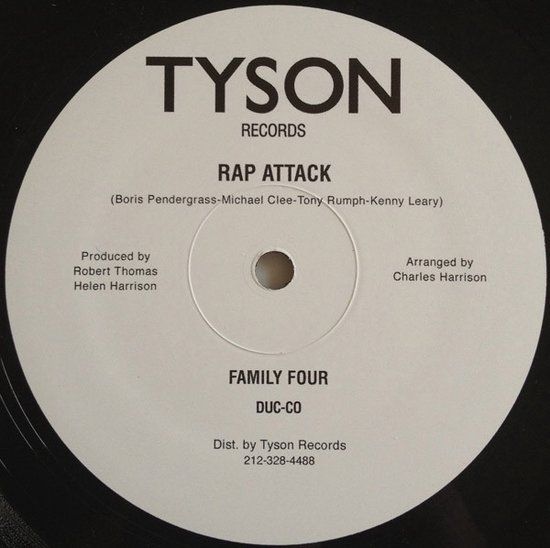 TYSON
RECORDS
RAP ATTACK
(Boris Pendergrass-Michael Clee-Tony Rumph-Kenny Leary)
Produced by
Robert Thomas
Helen Harrison
Arranged by
Charles Harrison
FAMILY FOUR
DUC-CO
Dist. by Tyson Records
212-328-4488